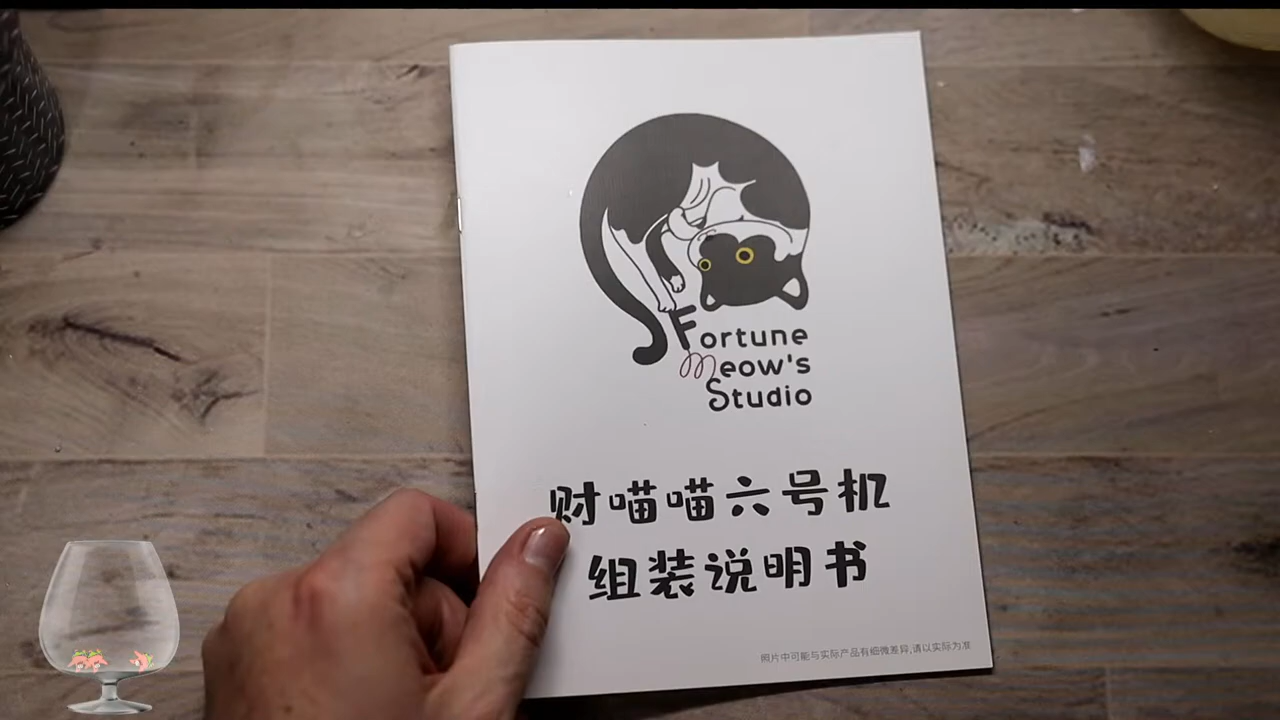 Fortune
Meow's
Studio
财喵喵六号机
组装说明书
照片中可能与实际产品有细微差异,请以实际为准